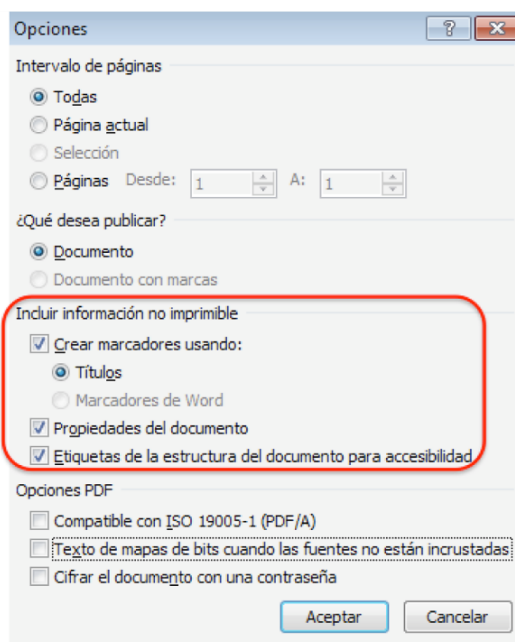 Opciones
Intervalo de páginas
Todas
Página actual
Selección
Páginas Desde: 1 A: 1
¿Qué desea publicar?
Documento
Documento con marcas
Incluir información no imprimible
Crear marcadores usando:
Títulos
Marcadores de Word
Propiedades del documento
Etiquetas de la estructura del documento para accesibilidad
Opciones PDF
Compatible con ISO 19005-1 (PDF/A)
Texto de mapas de bits cuando las fuentes no están incrustadas
Cifrar el documento con una contraseña
Aceptar Cancelar